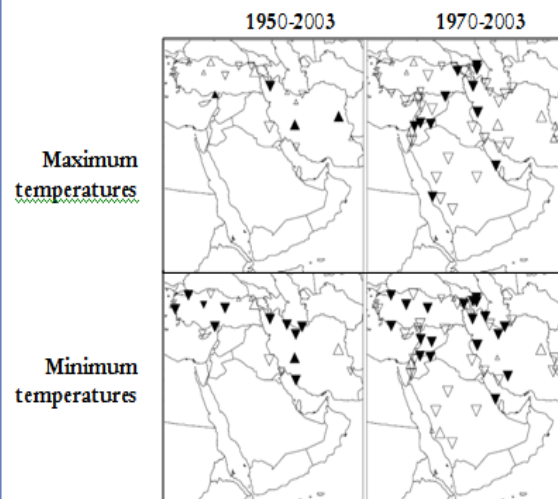 1950-2003
1970-2003
Maximum
temperatures
Minimum
temperatures